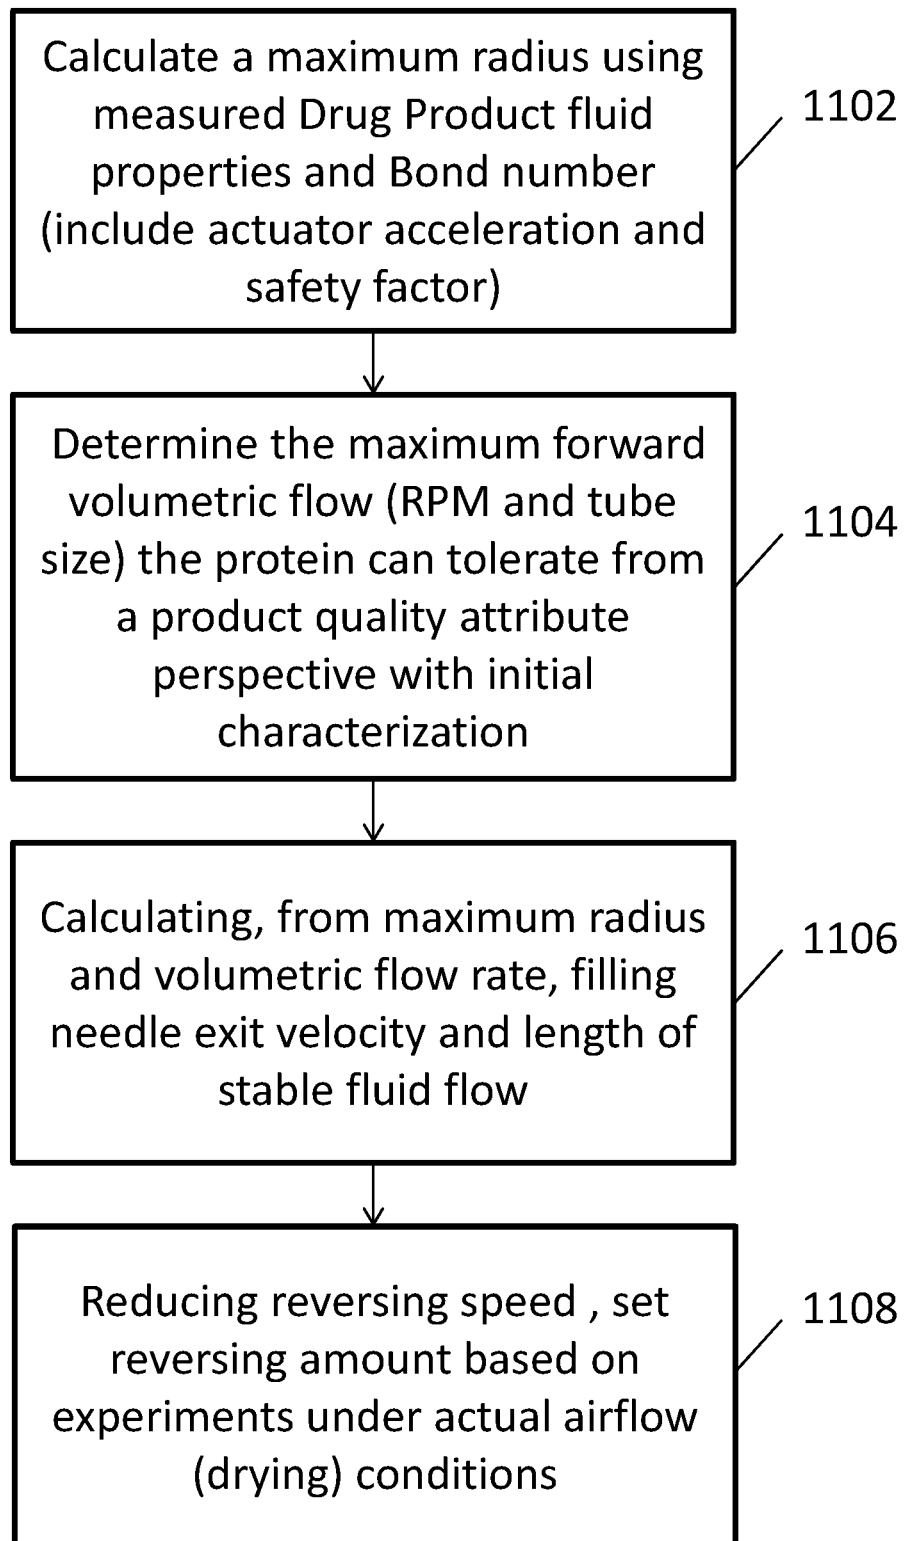 Calculate a maximum radius using
measured Drug Product fluid
properties and Bond number
(include actuator acceleration and
safety factor)
1102
Determine the maximum forward
volumetric flow (RPM and tube
size) the protein can tolerate from
a product quality attribute
perspective with initial
characterization
1104
Calculating, from maximum radius
and volumetric flow rate, filling
needle exit velocity and length of
stable fluid flow
1106
Reducing reversing speed , set
reversing amount based on
experiments under actual airflow
(drying) conditions
1108